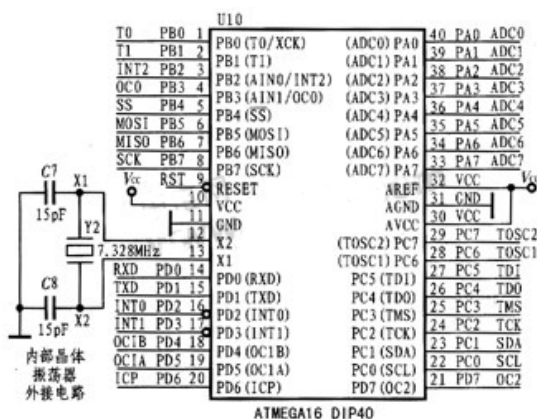 U10
T0 PB0 1 PB0(T0/XCK) (ADC0)PA0 40 PA0 ADC0
T1 PB1 2 PB1(TI) (ADC1)PA1 39 PA1 ADC1
INT2 PB2 3 PB2(AIN0/INT2) (ADC2)PA2 38 PA2 ADC2
OC0 PB3 4 PB3(AIN1/OC0) (ADC3)PA3 37 PA3 ADC3
SS PB4 5 PB4(SS) (ADC4)PA4 36 PA4 ADC4
MOSI PB5 6 PB5(MOSI) (ADC5)PA5 35 PA5 ADC5
MISO PB6 7 PB6(MISO) (ADC6)PA6 34 PA6 ADC6
SCK PB7 8 PB7(SCK) (ADC7)PA7 33 PA7 ADC7
Vcc RST 9 RESET AREF 32 VCC Vcc
10 VCC AGND 31 GND
11 GND AVCC 30 VCC
12 X2 (TOSC2)PC7 29 PC7 TOSC2
13 X1 (TOSC1)PC6 28 PC6 TOSC1
RXD PD0 14 PD0(RXD) PC5(TDI) 27 PC5 TDI
TXD PD1 15 PD1(TXD) PC4(TDO) 26 PC4 TDO
INT0 PD2 16 PD2(INT0) PC3(TMS) 25 PC3 TMS
INT1 PD3 17 PD3(INT1) PC2(TCK) 24 PC2 TCK
OCIB PD4 18 PD4(OC1B) PC1(SDA) 23 PC1 SDA
OCIA PD5 19 PD5(OC1A) PC0(SCL) 22 PC0 SCL
ICP PD6 20 PD6(ICP) PD7(OC2) 21 PD7 OC2
C7 X1
15pF
Y2
7.328MHz
C8
15pF X2
内部晶体
振荡器
外接电路
ATMEGA16 DIP40